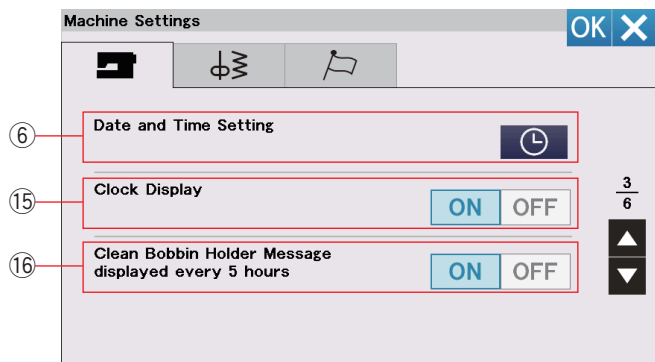 Machine Settings
OK
⑥
Date and Time Setting
⑮
Clock Display
ON OFF
3
6
⑯
Clean Bobbin Holder Message
displayed every 5 hours
ON OFF